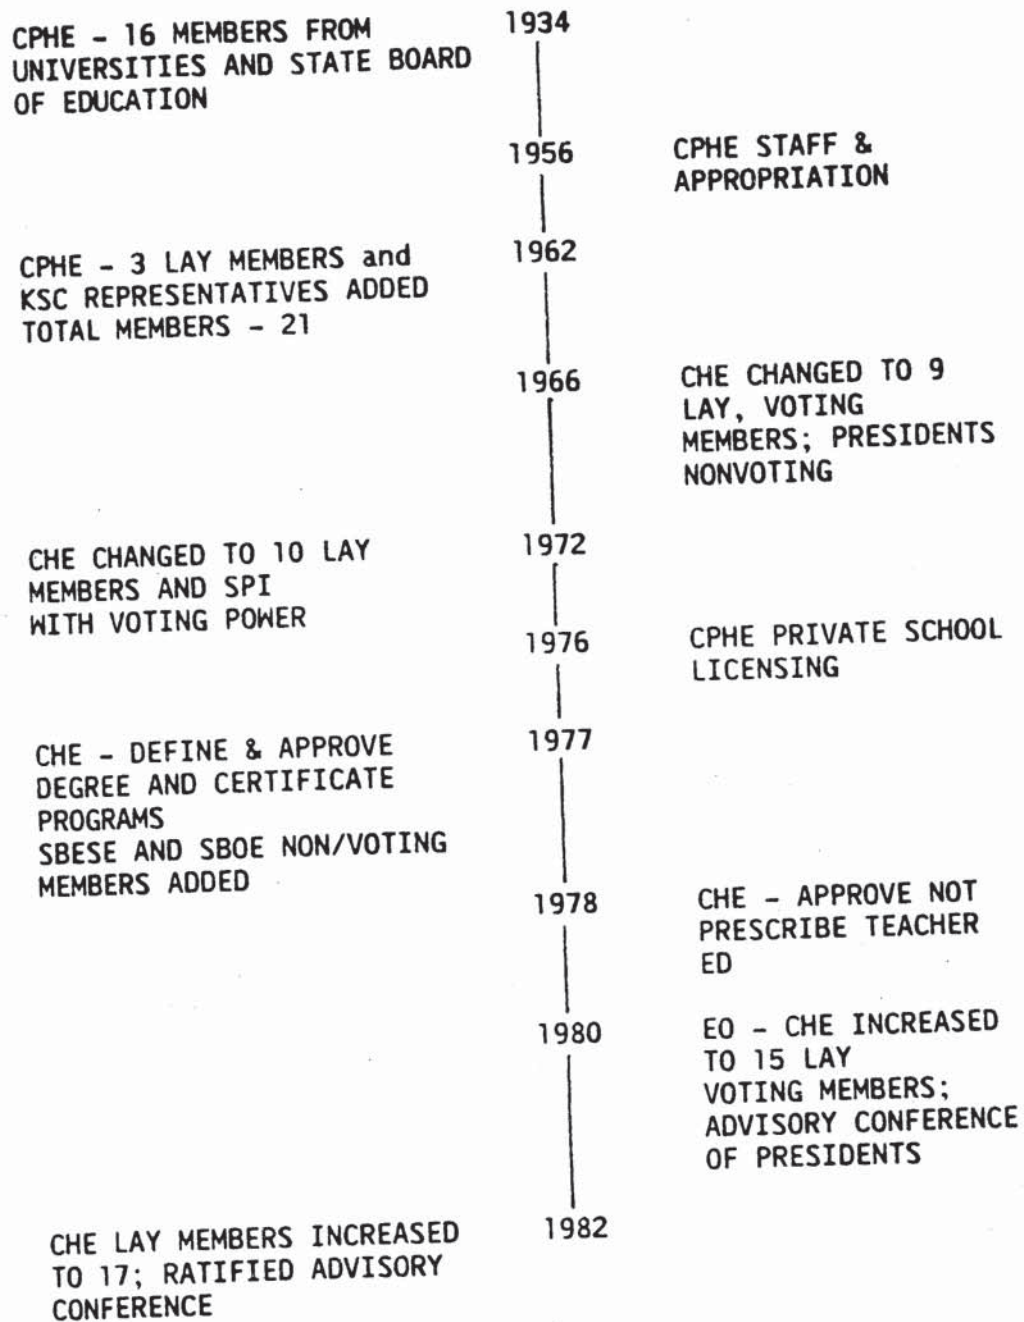 1934
CPHE - 16 MEMBERS FROM
UNIVERSITIES AND STATE BOARD
OF EDUCATION
1956
CPHE STAFF &
APPROPRIATION
1962
CPHE - 3 LAY MEMBERS and
KSC REPRESENTATIVES ADDED
TOTAL MEMBERS - 21
1966
CHE CHANGED TO 9
LAY, VOTING
MEMBERS; PRESIDENTS
NONVOTING
1972
CHE CHANGED TO 10 LAY
MEMBERS AND SPI
WITH VOTING POWER
1976
CPHE PRIVATE SCHOOL
LICENSING
1977
CHE - DEFINE & APPROVE
DEGREE AND CERTIFICATE
PROGRAMS
SBESE AND SBOE NON/VOTING
MEMBERS ADDED
1978
CHE - APPROVE NOT
PRESCRIBE TEACHER
ED
1980
EO - CHE INCREASED
TO 15 LAY
VOTING MEMBERS;
ADVISORY CONFERENCE
OF PRESIDENTS
1982
CHE LAY MEMBERS INCREASED
TO 17; RATIFIED ADVISORY
CONFERENCE